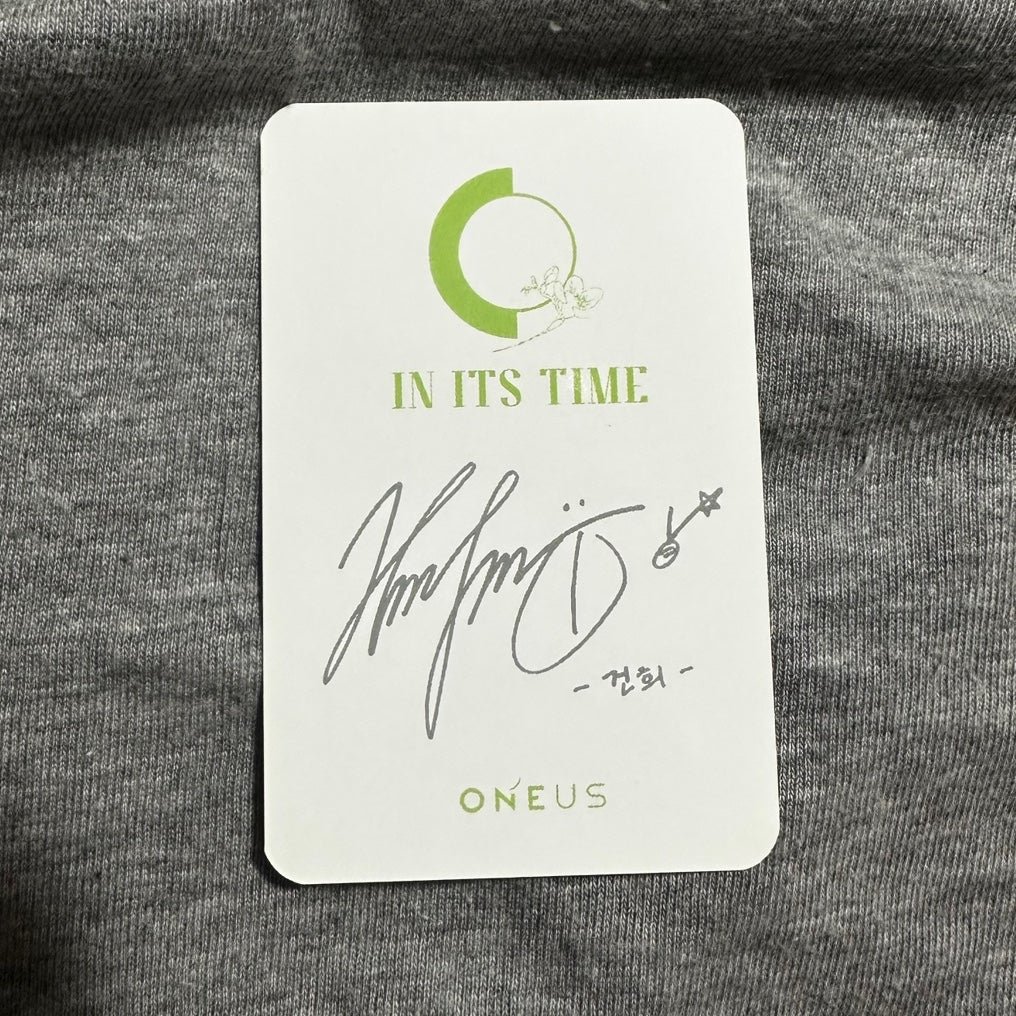 IN ITS TIME
- 건희 -
ONEUS